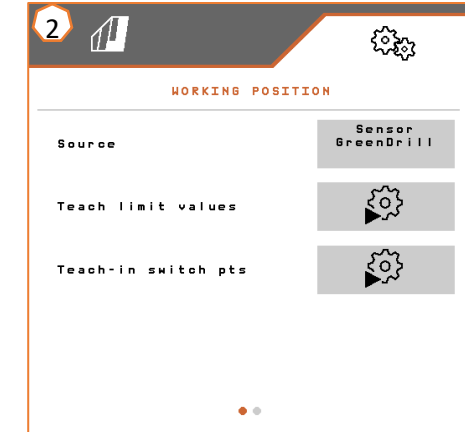 2
WORKING POSITION
Source
Sensor
GreenDrill
Teach limit values
Teach-in switch pts